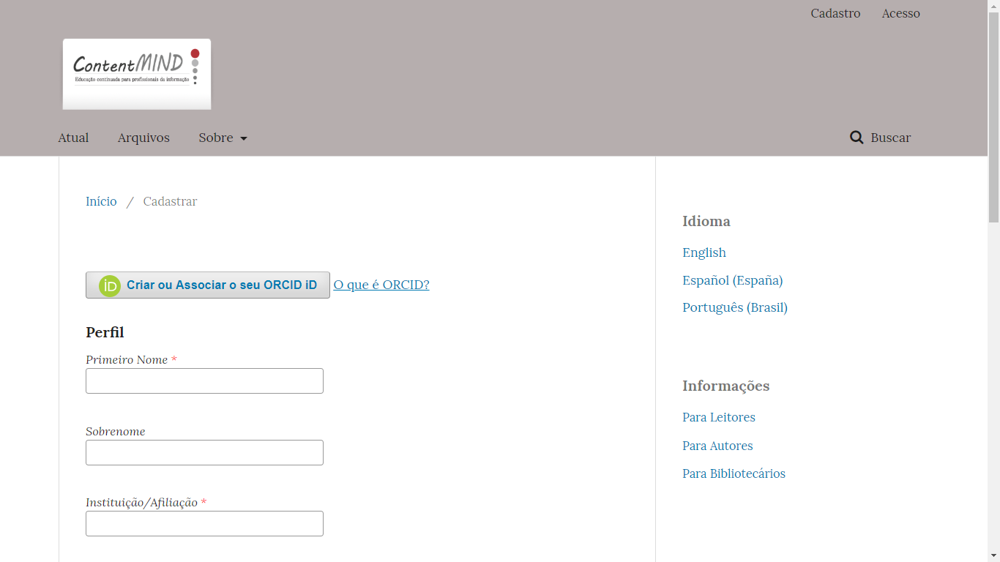 Cadastro Acesso
ContentMIND
Educação continuada para profissionais da informação
Atual Arquivos Sobre Buscar
Início / Cadastrar
iD Criar ou Associar o seu ORCID iD O que é ORCID?
Perfil
Primeiro Nome *
Sobrenome
Instituição/Afiliação *
Idioma
English
Español (España)
Português (Brasil)
Informações
Para Leitores
Para Autores
Para Bibliotecários